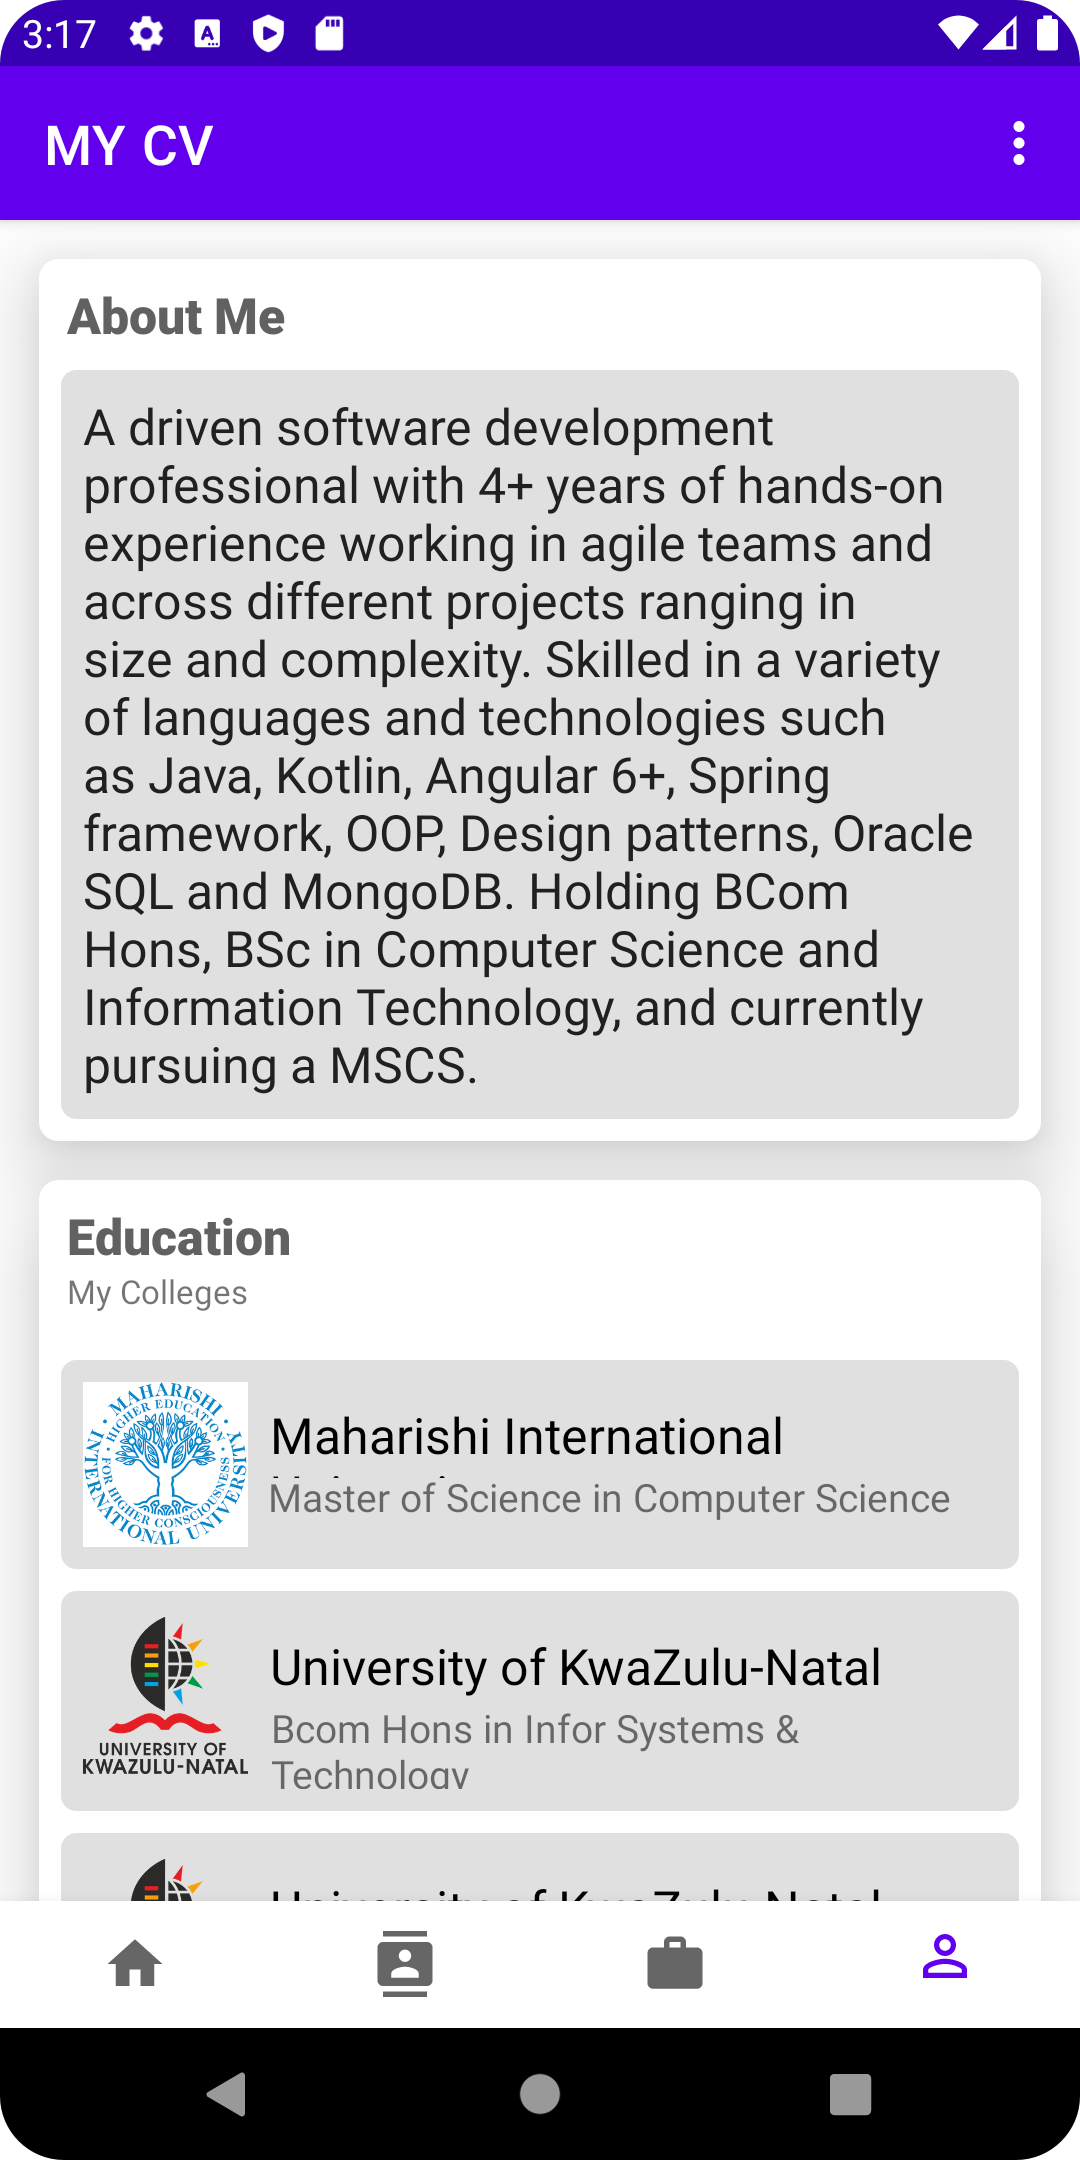 3:17
MY CV
About Me
A driven software development
professional with 4+ years of hands-on
experience working in agile teams and
across different projects ranging in
size and complexity. Skilled in a variety
of languages and technologies such
as Java, Kotlin, Angular 6+, Spring
framework, OOP, Design patterns, Oracle
SQL and MongoDB. Holding BCom
Hons, BSc in Computer Science and
Information Technology, and currently
pursuing a MSCS.
Education
My Colleges
MAHARISHI INTERNATIONAL UNIVERSITY
HIGHER EDUCATION FOR HIGHER CONSCIOUSNESS
Maharishi International
Master of Science in Computer Science
UNIVERSITY OF
KWAZULU-NATAL
University of KwaZulu-Natal
Bcom Hons in Infor Systems &
Technology
University of KwaZulu-Natal